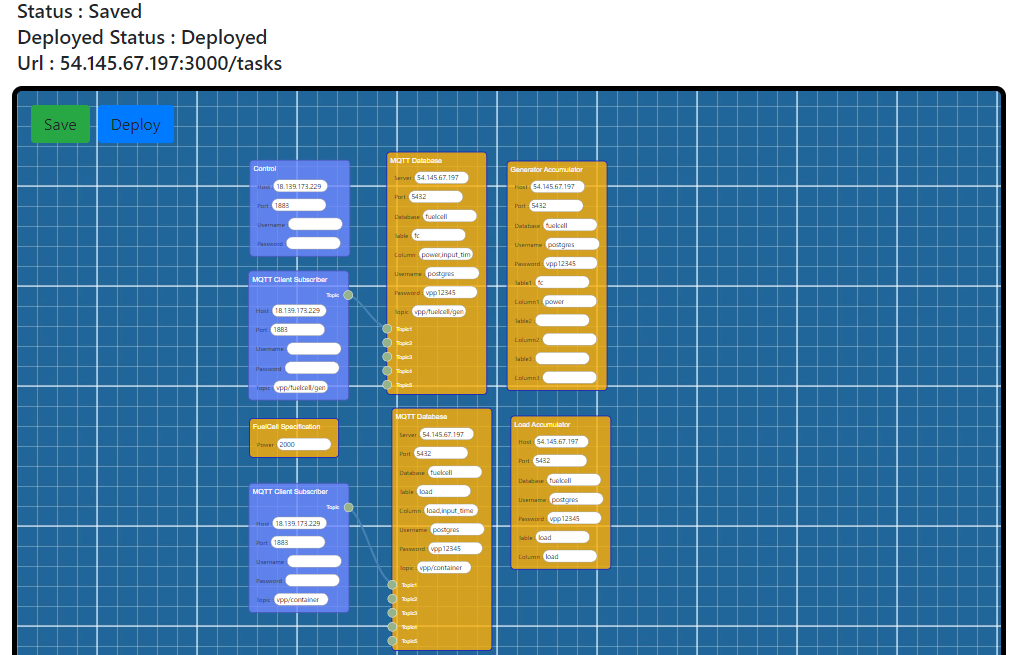 Status : Saved
Deployed Status : Deployed
Url : 54.145.67.197:3000/tasks
Save
Deploy
Control
Host 18.139.173.229
Port 1883
Username
Password
MQTT Client Subscriber
Topic
Host 18.139.173.229
Port 1883
Username
Password
Topic vpp/fuelcell/gen
FuelCell Specification
Power 2000
MQTT Client Subscriber
Topic
Host 18.139.173.229
Port 1883
Username
Password
Topic vpp/container
MQTT Database
Server 54.145.67.197
Port 5432
Database fuelcell
Table fc
Column power,input_tim
Username postgres
Password vpp12345
Topic vpp/fuelcell/gen
Topic1
Topic2
Topic3
Topic4
Topic5
MQTT Database
Server 54.145.67.197
Port 5432
Database fuelcell
Table load
Column load,input_time
Username postgres
Password vpp12345
Topic vpp/container
Topic1
Topic2
Topic3
Topic4
Topic5
Generator Accumulator
Host 54.145.67.197
Port 5432
Database fuelcell
Username postgres
Password vpp12345
Table1 fc
Column1 power
Table2
Column2
Table3
Column3
Load Accumulator
Host 54.145.67.197
Port 5432
Database fuelcell
Username postgres
Password vpp12345
Table load
Column load